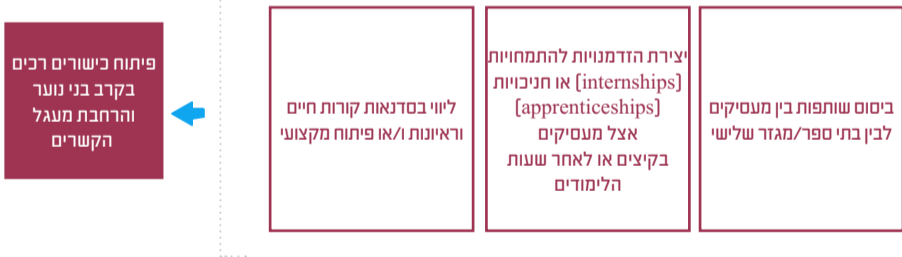 ביסוס שותפות בין מעסיקים
לבין בתי ספר/מגזר שלישי
יצירת הזדמנויות להתמחויות
(internships) או חניכויות
(apprenticeships)
אצל מעסיקים
בקיצים או לאחר שעות
הלימודים
ליווי בסדנאות קורות חיים
וראיונות ו/או פיתוח מקצועי
פיתוח כישורים רכים
בקרב בני נוער
והרחבת מעגל
הקשרים